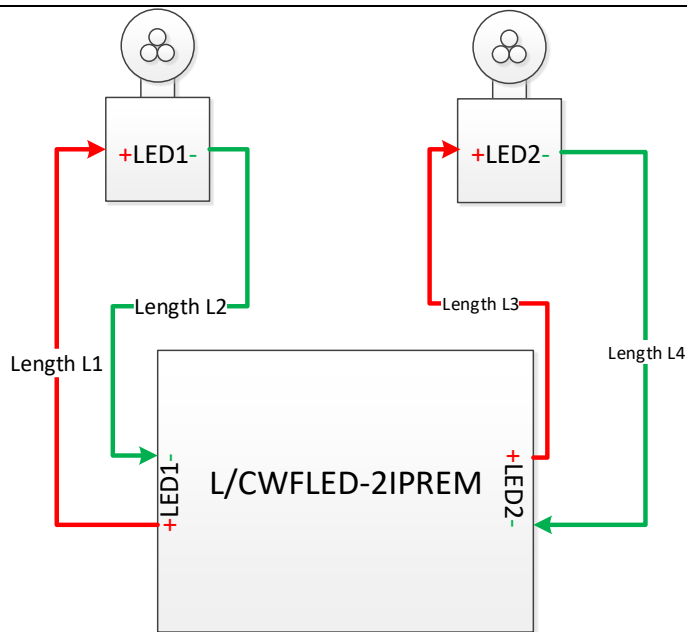 +LED1-
+LED2-
Length L2
Length L3
Length L1
Length L4
+LED1-
L/CWFLED-2IPREM
+LED2-